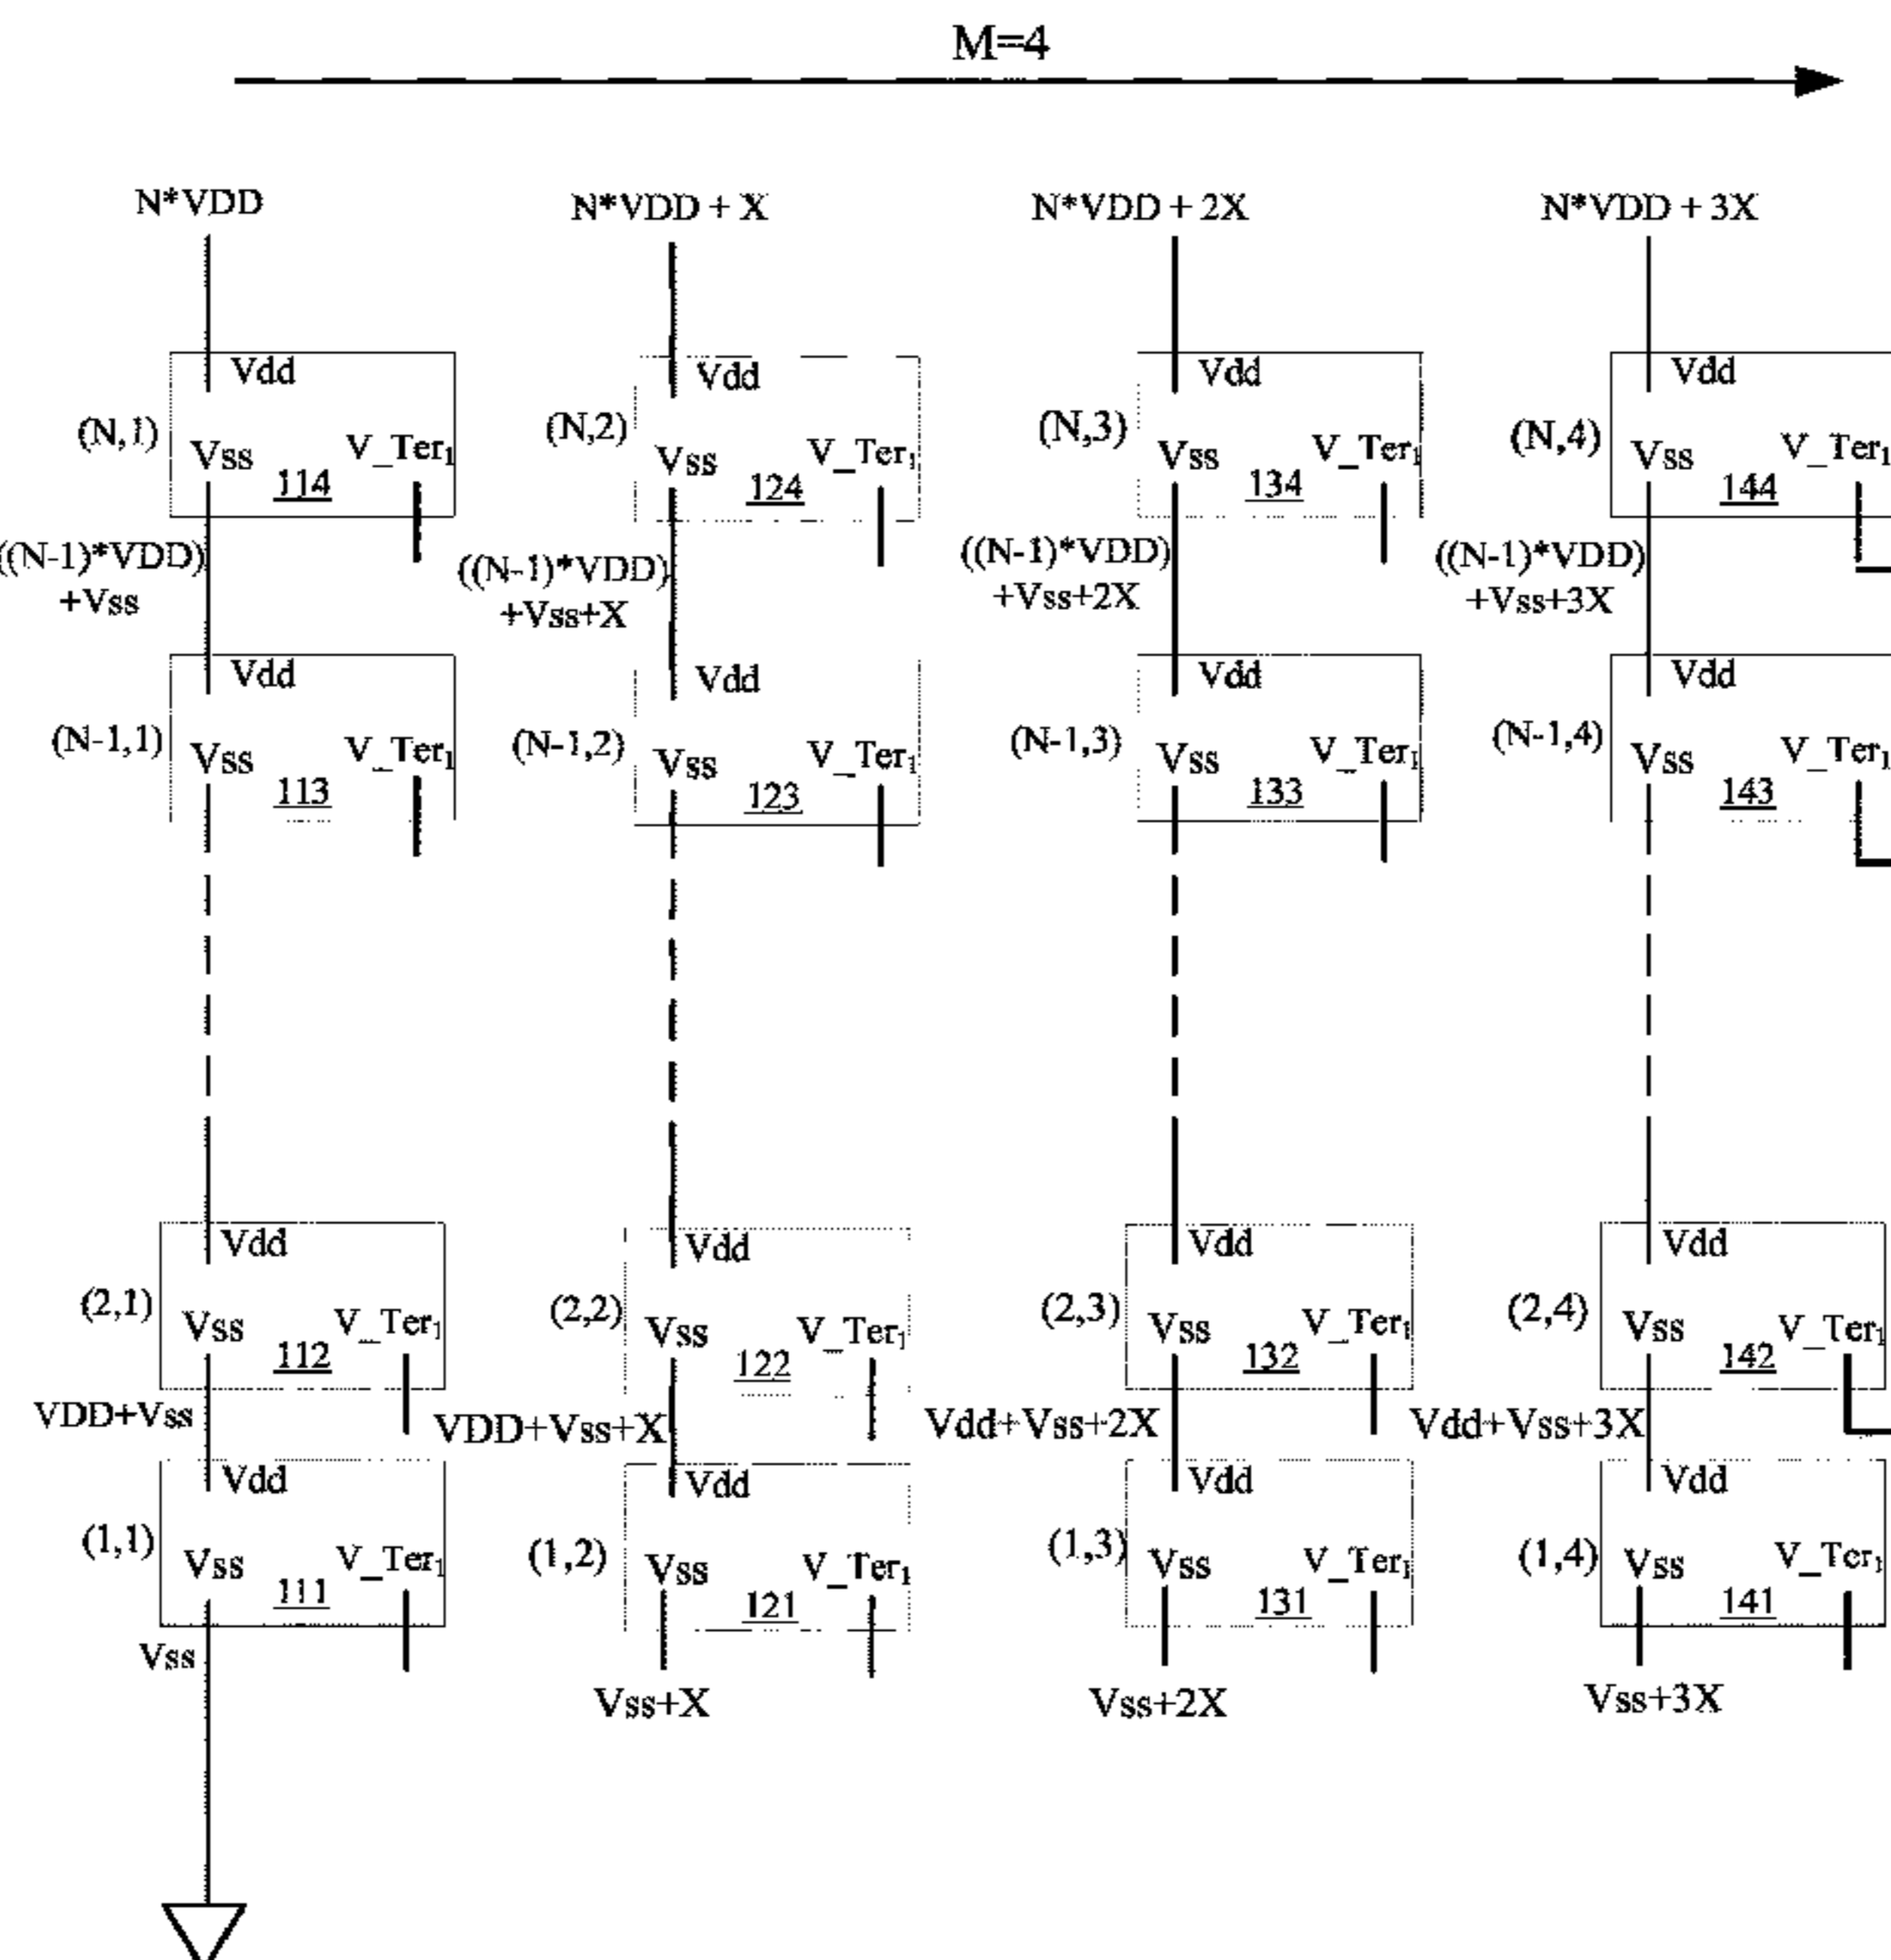 M=4
N*VDD
N*VDD + X
N*VDD + 2X
N*VDD + 3X
Vdd
Vdd
Vdd
Vdd
(N,1)
Vss
V_Ter1
114
(N,2)
Vss
V_Ter1
124
(N,3)
Vss
V_Ter1
134
(N,4)
Vss
V_Ter1
144
((N-1)*VDD)
+Vss
((N-1)*VDD)
+Vss+X
((N-1)*VDD)
+Vss+2X
((N-1)*VDD)
+Vss+3X
Vdd
Vdd
Vdd
Vdd
(N-1,1)
Vss
V_Ter1
113
(N-1,2)
Vss
V_Ter1
123
(N-1,3)
Vss
V_Ter1
133
(N-1,4)
Vss
V_Ter1
143
Vdd
Vdd
Vdd
Vdd
(2,1)
Vss
V_Ter1
112
(2,2)
Vss
V_Ter1
122
(2,3)
Vss
V_Ter1
132
(2,4)
Vss
V_Ter1
142
VDD+Vss
VDD+Vss+X
Vdd+Vss+2X
Vdd+Vss+3X
Vdd
Vdd
Vdd
Vdd
(1,1)
Vss
V_Ter1
111
(1,2)
Vss
V_Ter1
121
(1,3)
Vss
V_Ter1
131
(1,4)
Vss
V_Ter1
141
Vss
Vss+X
Vss+2X
Vss+3X